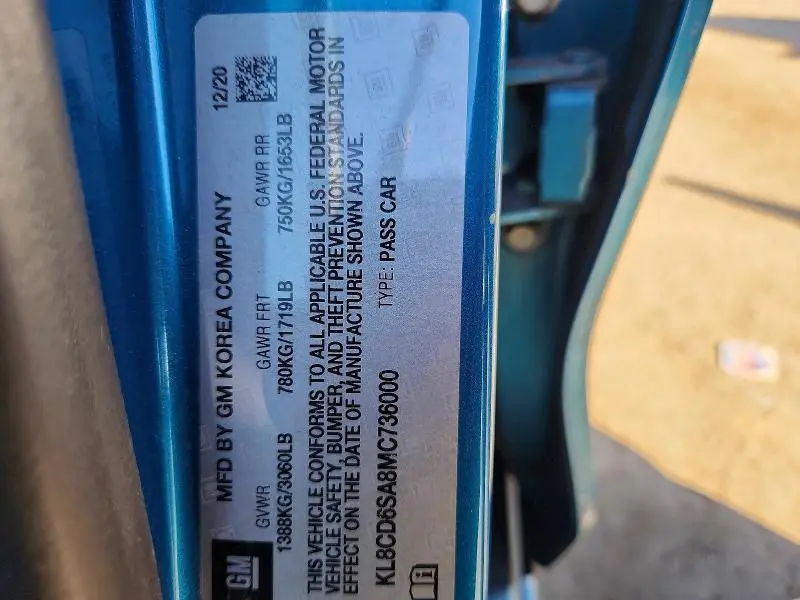 GM
MFD BY GM KOREA COMPANY 12/20
GVWR GAWR FRT GAWR RR
1388KG/3060LB 780KG/1719LB 750KG/1653LB
THIS VEHICLE CONFORMS TO ALL APPLICABLE U.S. FEDERAL MOTOR
VEHICLE SAFETY, BUMPER, AND THEFT PREVENTION STANDARDS IN
EFFECT ON THE DATE OF MANUFACTURE SHOWN ABOVE.
KL8CD6SA8MC736000 TYPE: PASS CAR